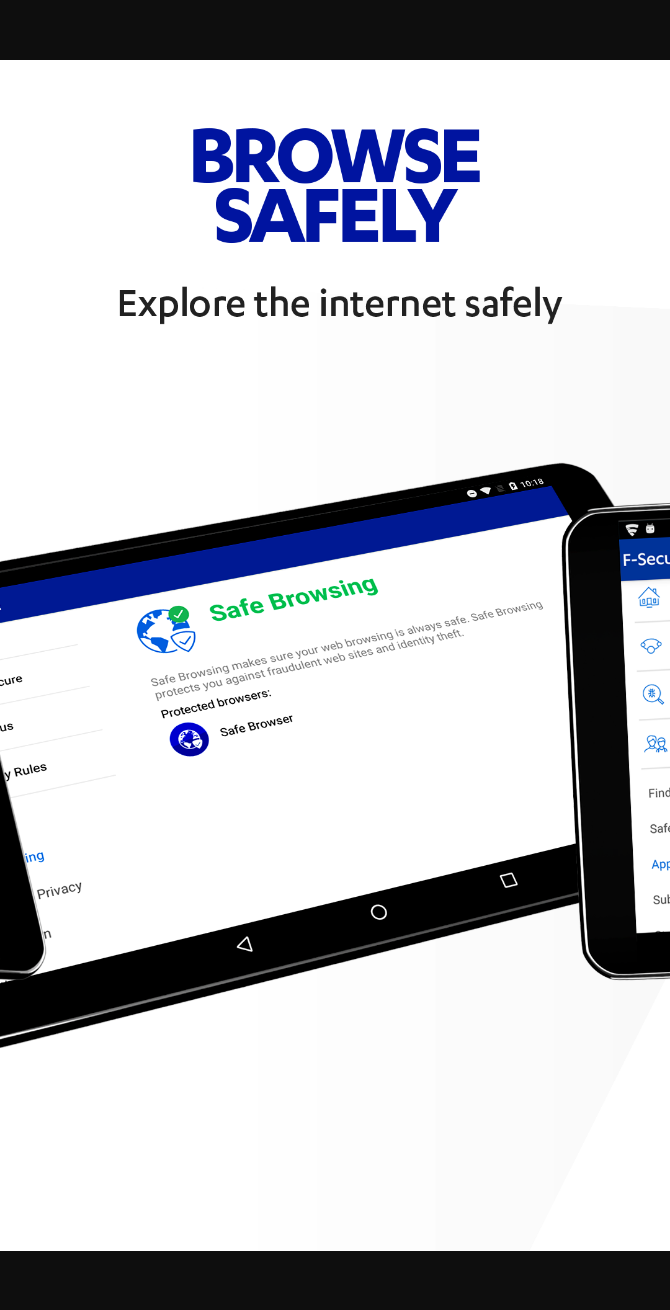 BROWSE
SAFELY
Explore the internet safely
10:18
Safe Browsing
Safe Browsing makes sure your web browsing is always safe. Safe Browsing
protects you against fraudulent web sites and identity theft.
Protected browsers:
Safe Browser
cure
us
y Rules
ing
Privacy
n
F-Secu
Find
Safe
App
Sub